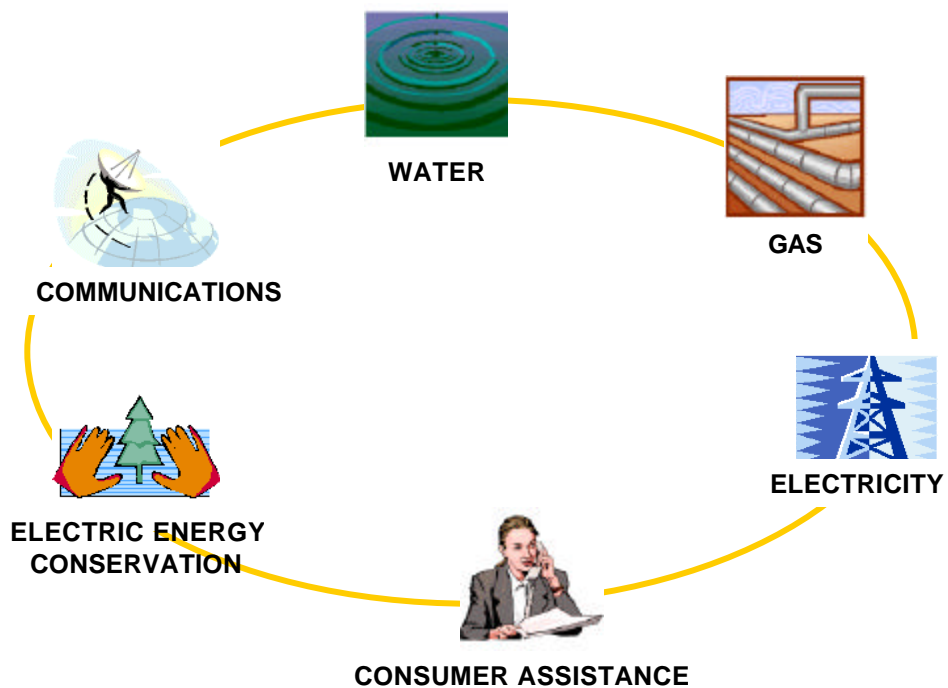 WATER
GAS
COMMUNICATIONS
ELECTRICITY
ELECTRIC ENERGY
CONSERVATION
CONSUMER ASSISTANCE